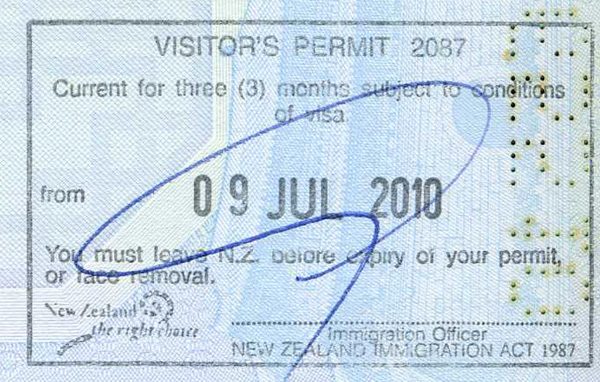 VISITOR'S PERMIT 2087
Current for three (3) months subject to conditions
of visa
from 09 JUL 2010
You must leave N.Z. before expiry of your permit,
or face removal.
New Zealand
the right choice
Immigration Officer
NEW ZEALAND IMMIGRATION ACT 1987